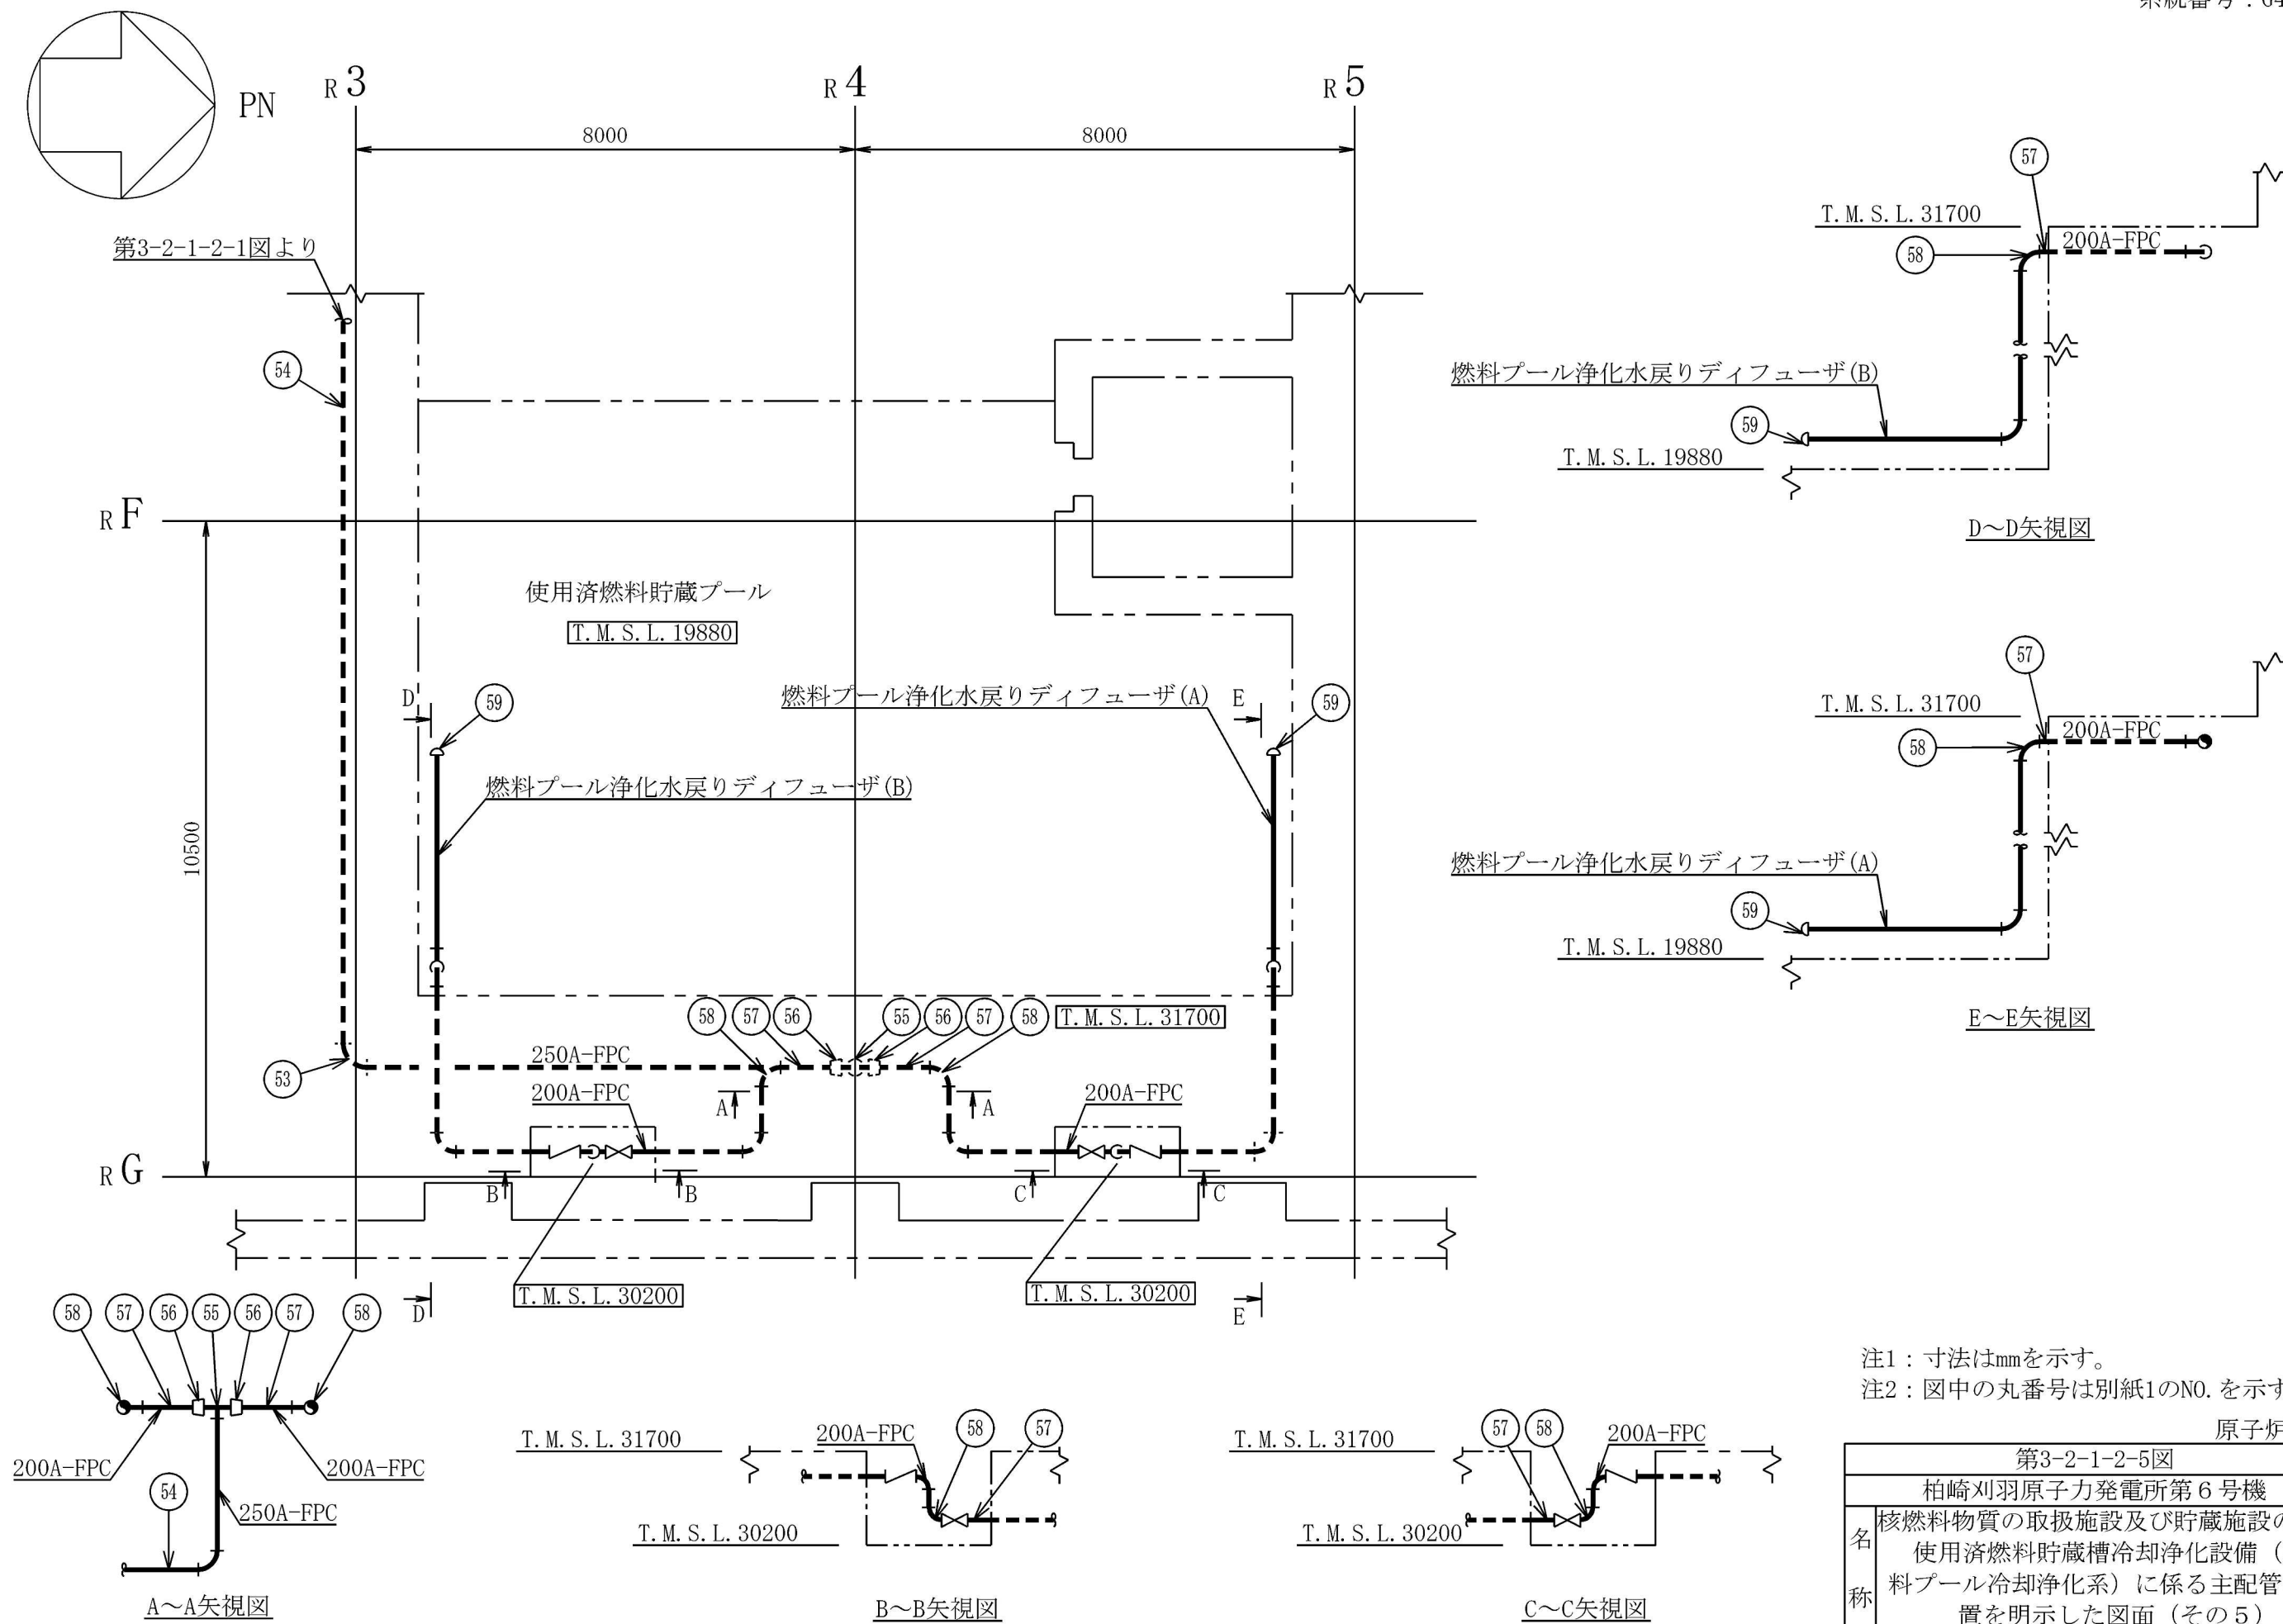 PN
R3
R4
R5
8000
8000
第3-2-1-2-1図より
54
RF
使用済燃料貯蔵プール
T.M.S.L.19880
D
59
燃料プール浄化水戻りディフューザ(A)
E
59
燃料プール浄化水戻りディフューザ(B)
10500
58
57
56
55
56
57
58
T.M.S.L.31700
250A-FPC
53
200A-FPC
A
A
200A-FPC
RG
B
B
C
C
D
T.M.S.L.30200
T.M.S.L.30200
E
57
T.M.S.L.31700
200A-FPC
58
燃料プール浄化水戻りディフューザ(B)
59
T.M.S.L.19880
D～D矢視図
57
T.M.S.L.31700
200A-FPC
58
燃料プール浄化水戻りディフューザ(A)
59
T.M.S.L.19880
E～E矢視図
58
57
56
55
56
57
58
200A-FPC
200A-FPC
54
250A-FPC
A～A矢視図
T.M.S.L.31700
200A-FPC
58
57
T.M.S.L.30200
B～B矢視図
T.M.S.L.31700
57
58
200A-FPC
T.M.S.L.30200
C～C矢視図
注1：寸法はmmを示す。
注2：図中の丸番号は別紙1のNO.を示す
原子炉
第3-2-1-2-5図
柏崎刈羽原子力発電所第６号機
名称
核燃料物質の取扱施設及び貯蔵施設の
使用済燃料貯蔵槽冷却浄化設備（
料プール冷却浄化系）に係る主配管
置を明示した図面（その５）